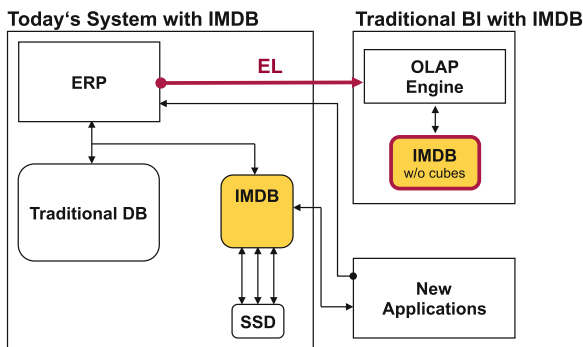 Today's System with IMDB
Traditional BI with IMDB
ERP
EL
OLAP
Engine
IMDB
w/o cubes
Traditional DB
IMDB
New
Applications
SSD